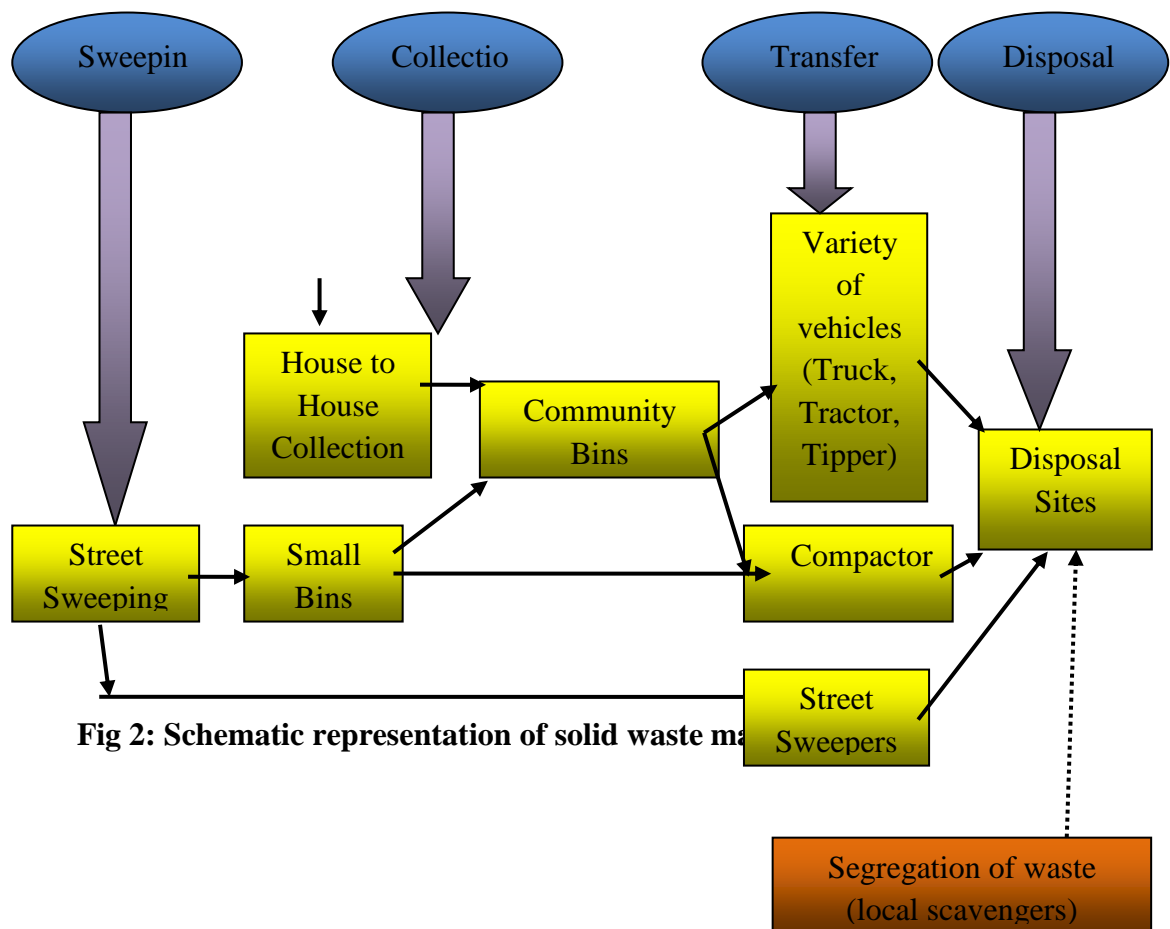 Sweepin
Collectio
Transfer
Disposal
Variety
of
vehicles
(Truck,
Tractor,
Tipper)
House to
House
Collection
Community
Bins
Disposal
Sites
Street
Sweeping
Small
Bins
Compactor
Street
Sweepers
Fig 2: Schematic representation of solid waste
Segregation of waste
(local scavengers)